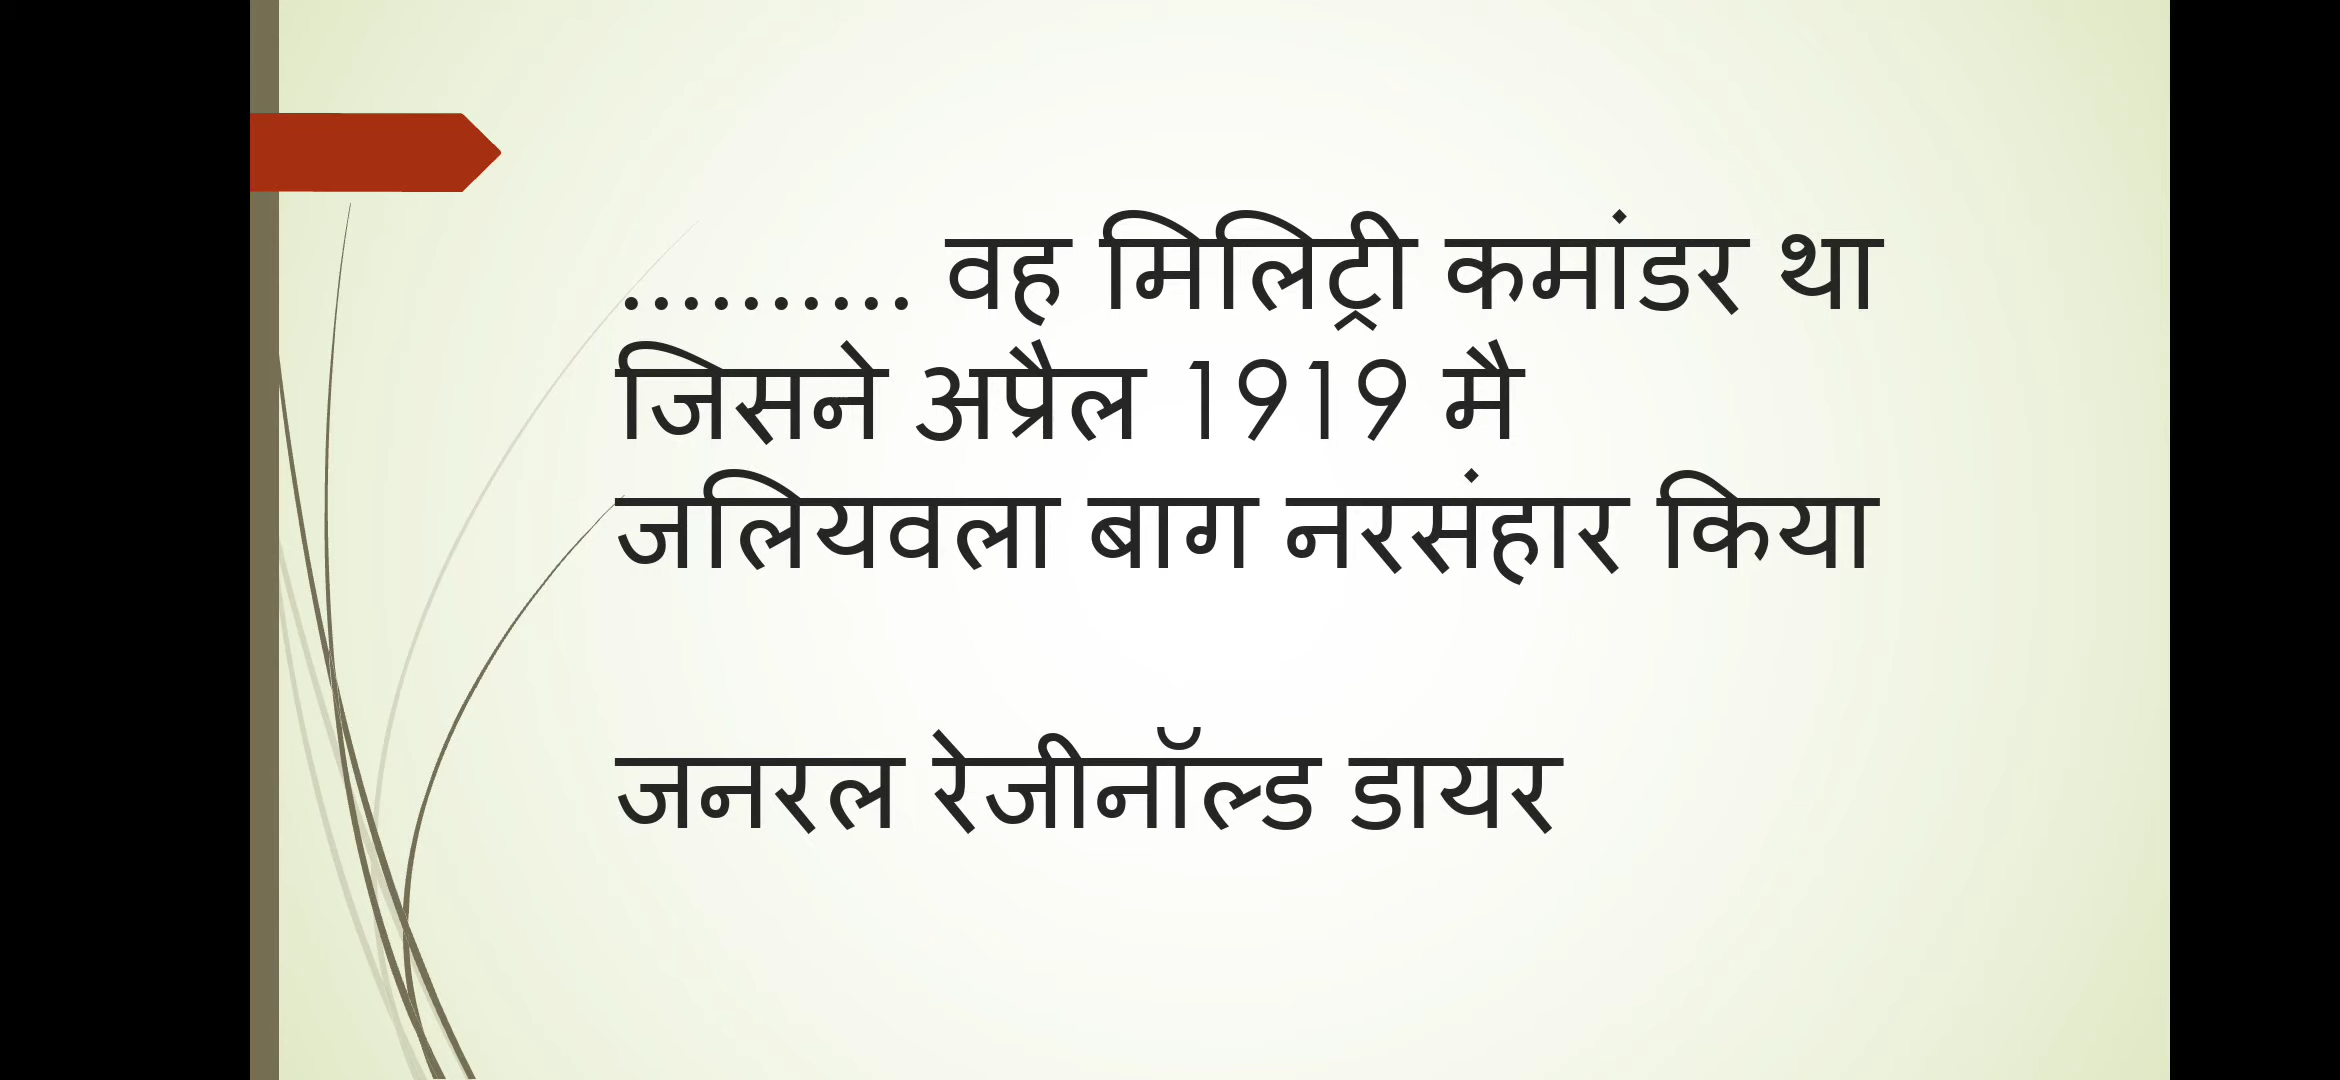 .......... वह मिलिट्री कमांडर था
जिसने अप्रैल 1919 मै
जलियवला बाग नरसंहार किया
जनरल रेजीनॉल्ड डायर